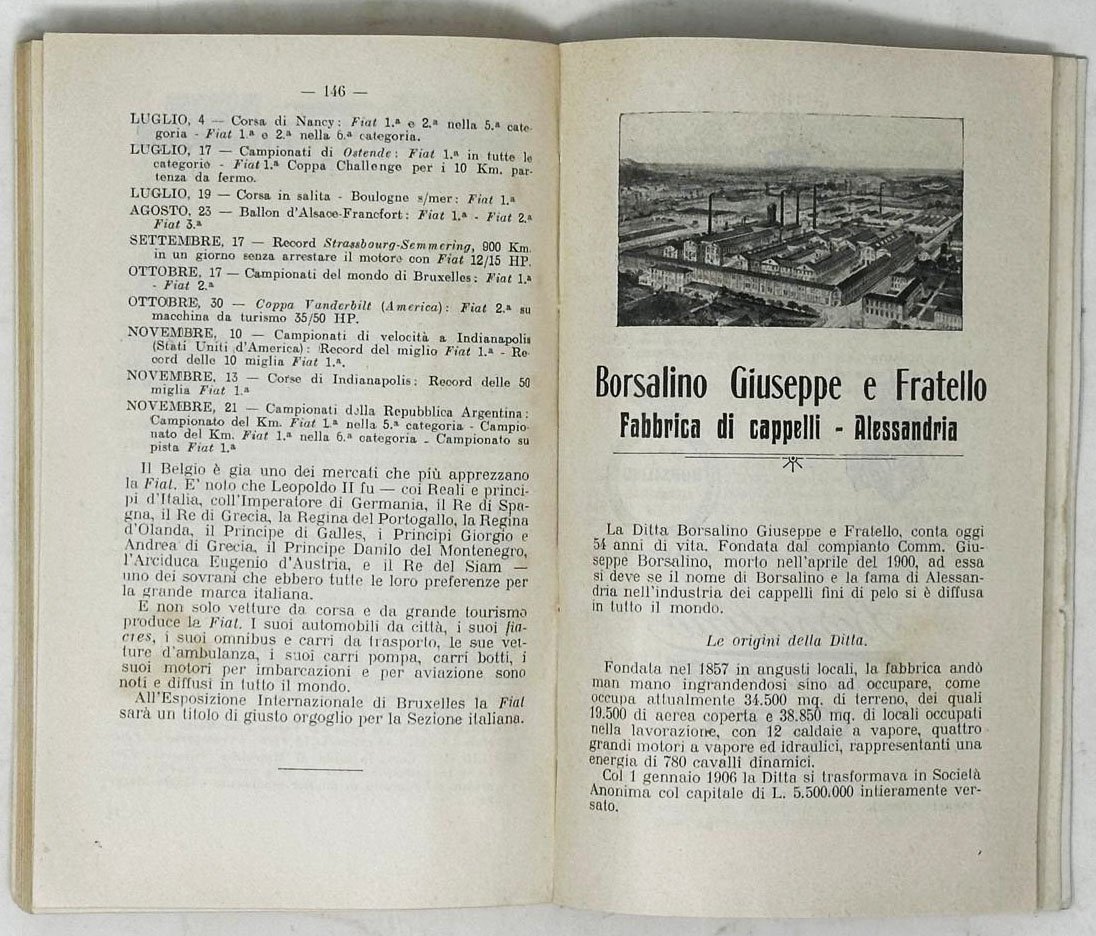 — 146 —
LUGLIO, 4 — Corsa di Nancy: Fiat 1.ª e 2.ª nella 5.ª cate-
goria - Fiat 1.ª e 2.ª nella 6.ª categoria.
LUGLIO, 17 — Campionati di Ostende: Fiat 1.ª in tutte le
categorie - Fiat 1.ª Coppa Challenge per i 10 Km. par-
tenza da fermo.
LUGLIO, 19 — Corsa in salita - Boulogne s/mer: Fiat 1.ª
AGOSTO, 23 — Ballon d'Alsace-Francfort: Fiat 1.ª - Fiat 2.ª
Fiat 3.ª
SETTEMBRE, 17 — Record Strassbourg-Semmering, 900 Km.
in un giorno senza arrestare il motore con Fiat 12/15 HP.
OTTOBRE, 17 — Campionati del mondo di Bruxelles: Fiat 1.ª
- Fiat 2.ª
OTTOBRE, 30 — Coppa Vanderbilt (America): Fiat 2.ª su
macchina da turismo 35/50 HP.
NOVEMBRE, 10 — Campionati di velocità a Indianapolis
(Stati Uniti d'America): Record del miglio Fiat 1.ª - Re-
cord delle 10 miglia Fiat 1.ª.
NOVEMBRE, 13 — Corse di Indianapolis: Record delle 50
miglia Fiat 1.ª
NOVEMBRE, 21 — Campionati della Repubblica Argentina:
Campionato del Km. Fiat 1.ª nella 5.ª categoria - Campio-
nato del Km. Fiat 1.ª nella 6.ª categoria - Campionato su
pista Fiat 1.ª
Il Belgio è gia uno dei mercati che più apprezzano
la Fiat. E' noto che Leopoldo II fu — coi Reali e princi-
pi d'Italia, coll'Imperatore di Germania, il Re di Spa-
gna, il Re di Grecia, la Regina del Portogallo, la Regina
d'Olanda, il Principe di Galles, i Principi Giorgio e
Andrea di Grecia, il Principe Danilo del Montenegro,
l'Arciduca Eugenio d'Austria, e il Re del Siam —
uno dei sovrani che ebbero tutte le loro preferenze per
la grande marca italiana.
E non solo vetture da corsa e da grande tourismo
produce la Fiat. I suoi automobili da città, i suoi fia-
cres, i suoi omnibus e carri da trasporto, le sue vet-
ture d'ambulanza, i suoi carri pompa, carri botti, i
suoi motori per imbarcazioni e per aviazione sono
noti e diffusi in tutto il mondo.
All'Esposizione Internazionale di Bruxelles la Fiat
sarà un titolo di giusto orgoglio per la Sezione italiana.
Borsalino Giuseppe e Fratello
Fabbrica di cappelli - Alessandria
La Ditta Borsalino Giuseppe e Fratello, conta oggi
54 anni di vita. Fondata dal compianto Comm. Giu-
seppe Borsalino, morto nell'aprile del 1900, ad essa
si deve se il nome di Borsalino e la fama di Alessan-
dria nell'industria dei cappelli fini di pelo si è diffusa
in tutto il mondo.
Le origini della Ditta.
Fondata nel 1857 in angusti locali, la fabbrica andò
man mano ingrandendosi sino ad occupare, come
occupa attualmente 34.500 mq. di terreno, dei quali
19.500 di aerea coperta e 38.850 mq. di locali occupati
nella lavorazione, con 12 caldaie a vapore, quattro
grandi motori a vapore ed idraulici, rappresentanti una
energia di 780 cavalli dinamici.
Col 1 gennaio 1906 la Ditta si trasformava in Società
Anonima col capitale di L. 5.500.000 intieramente ver-
sato.